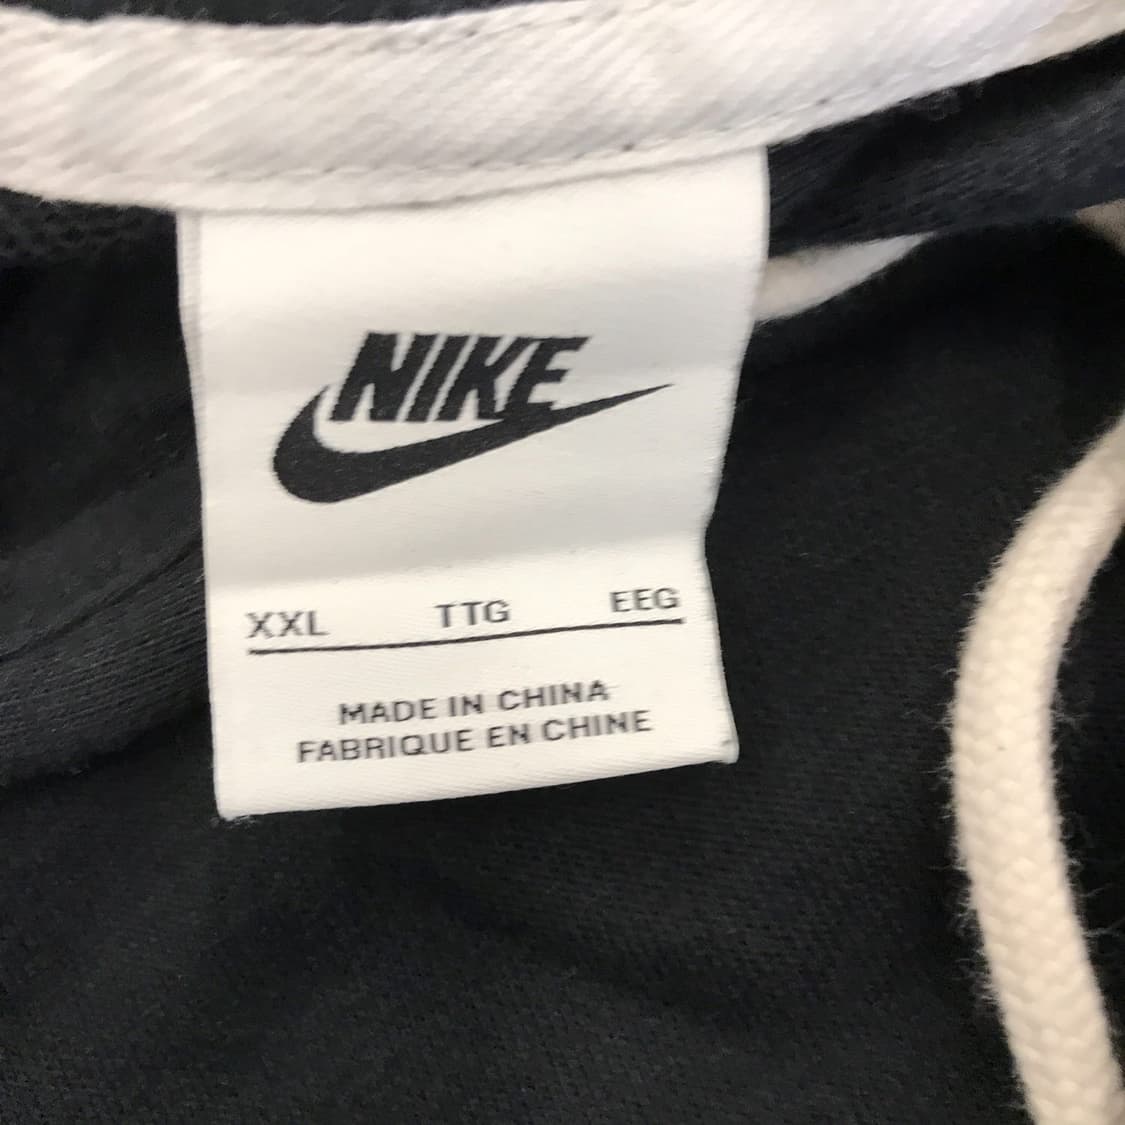 NIKE
XXL TTG EEG
MADE IN CHINA
FABRIQUE EN CHINE